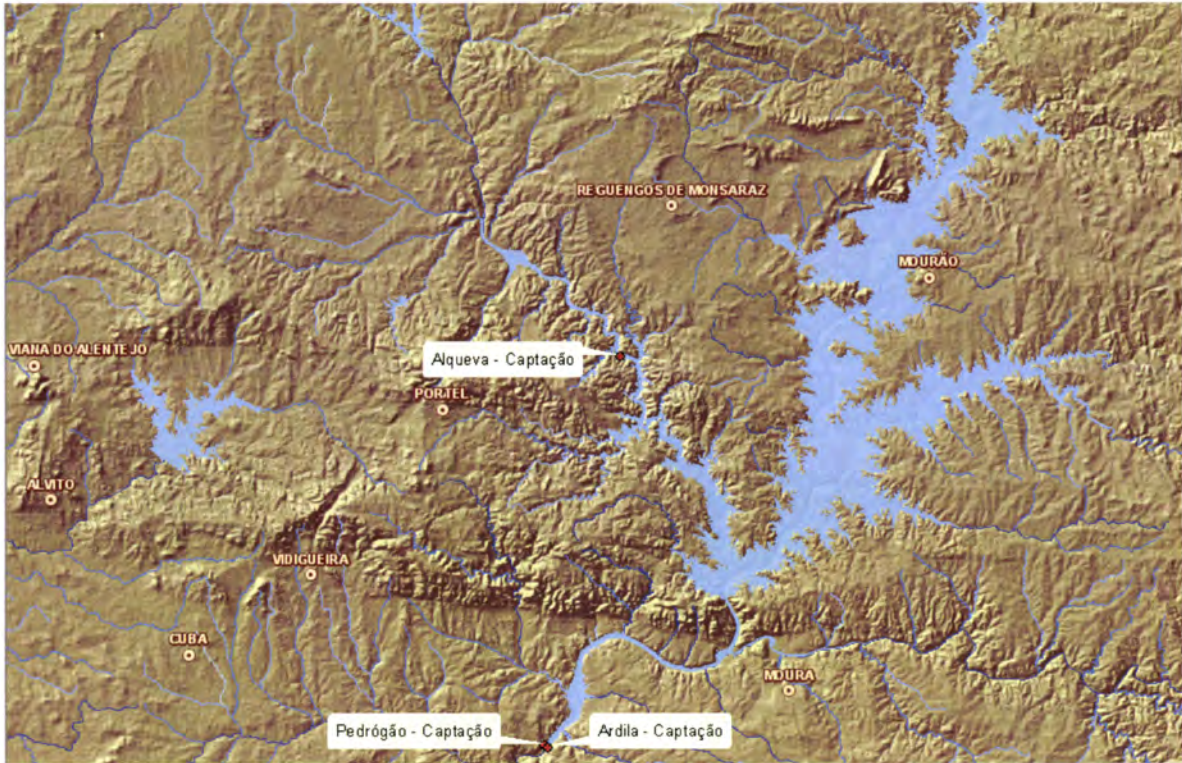 REGUENGOS DE MONSARAZ
MOURÃO
VIANA DO ALENTEJO
Alqueva - Captação
PORTEL
ALVITO
VIDIGUEIRA
CUBA
MOURA
Pedrógão - Captação
Ardila - Captação